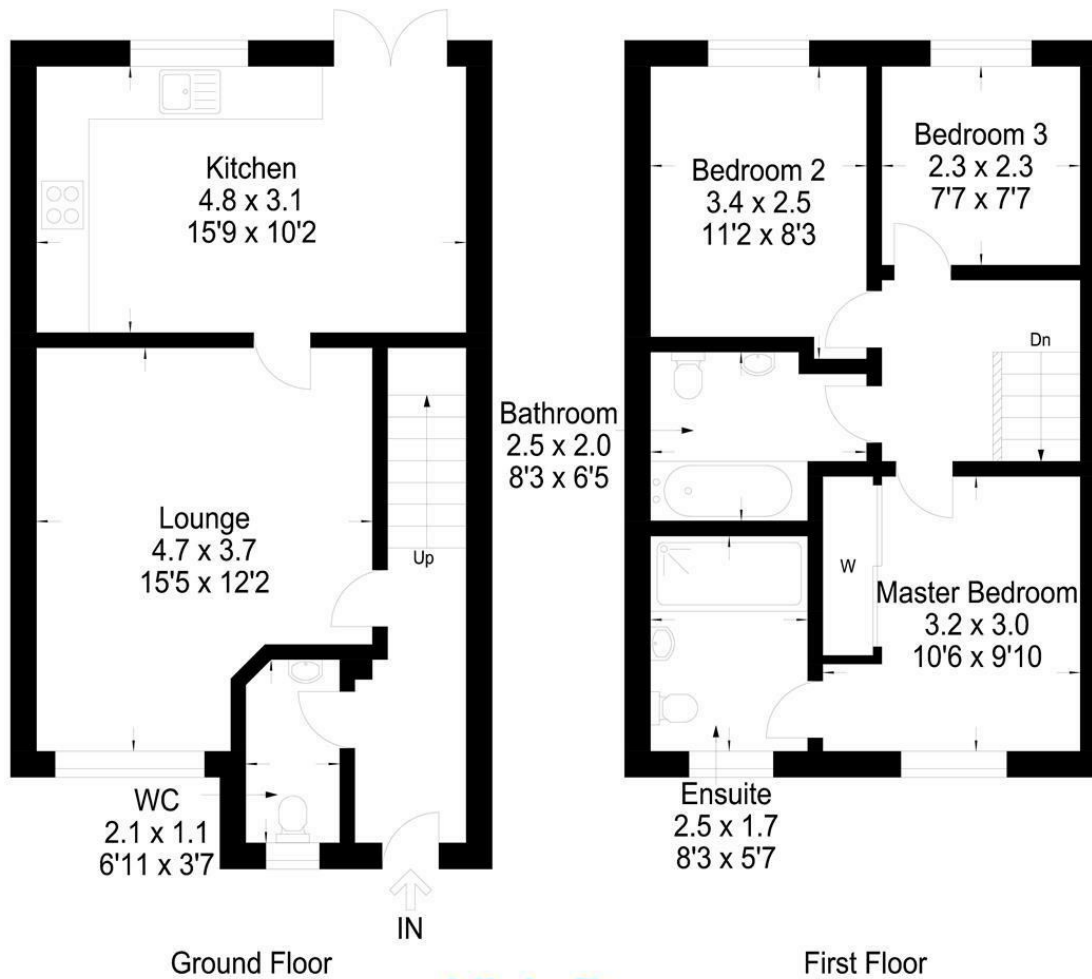 Kitchen
4.8 x 3.1
15'9 x 10'2
Lounge
4.7 x 3.7
15'5 x 12'2
Up
WC
2.1 x 1.1
6'11 x 3'7
IN
Ground Floor
Bedroom 2
3.4 x 2.5
11'2 x 8'3
Bedroom 3
2.3 x 2.3
7'7 x 7'7
Dn
Bathroom
2.5 x 2.0
8'3 x 6'5
W
Master Bedroom
3.2 x 3.0
10'6 x 9'10
Ensuite
2.5 x 1.7
8'3 x 5'7
First Floor